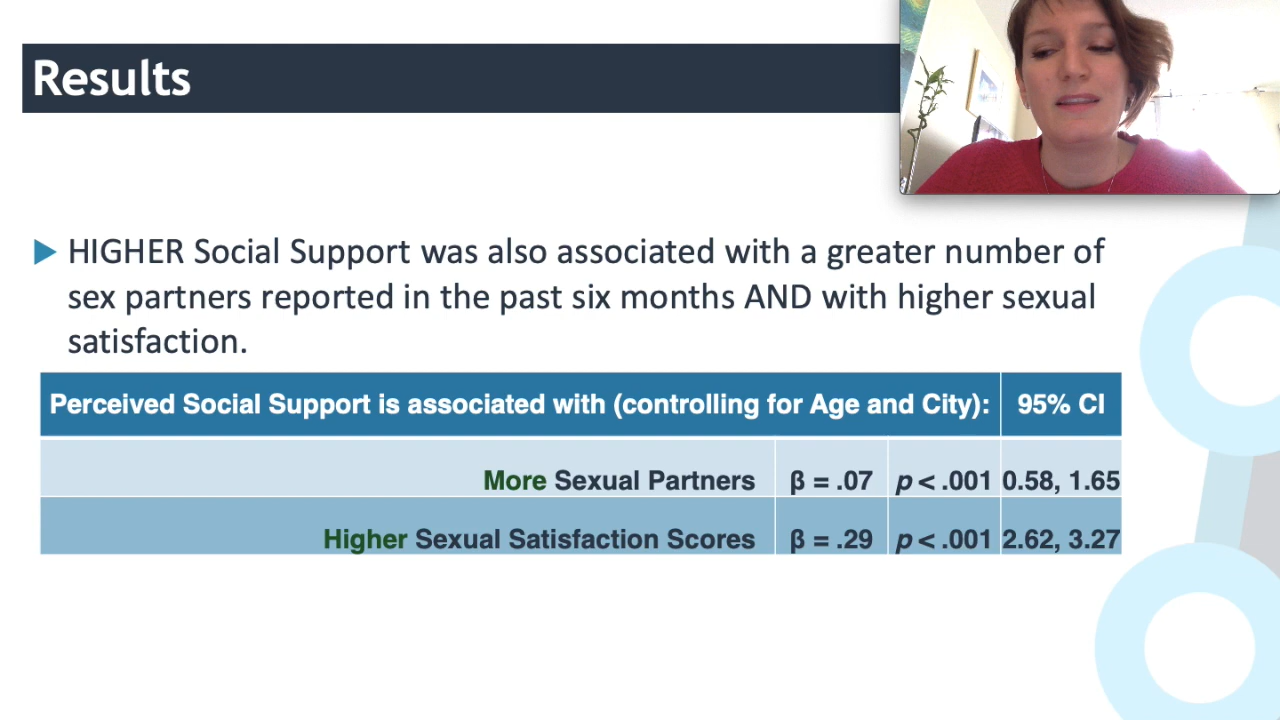 Results
HIGHER Social Support was also associated with a greater number of
sex partners reported in the past six months AND with higher sexual
satisfaction.
Perceived Social Support is associated with (controlling for Age and City): 95% CI
More Sexual Partners β = .07 p < .001 0.58, 1.65
Higher Sexual Satisfaction Scores β = .29 p < .001 2.62, 3.27